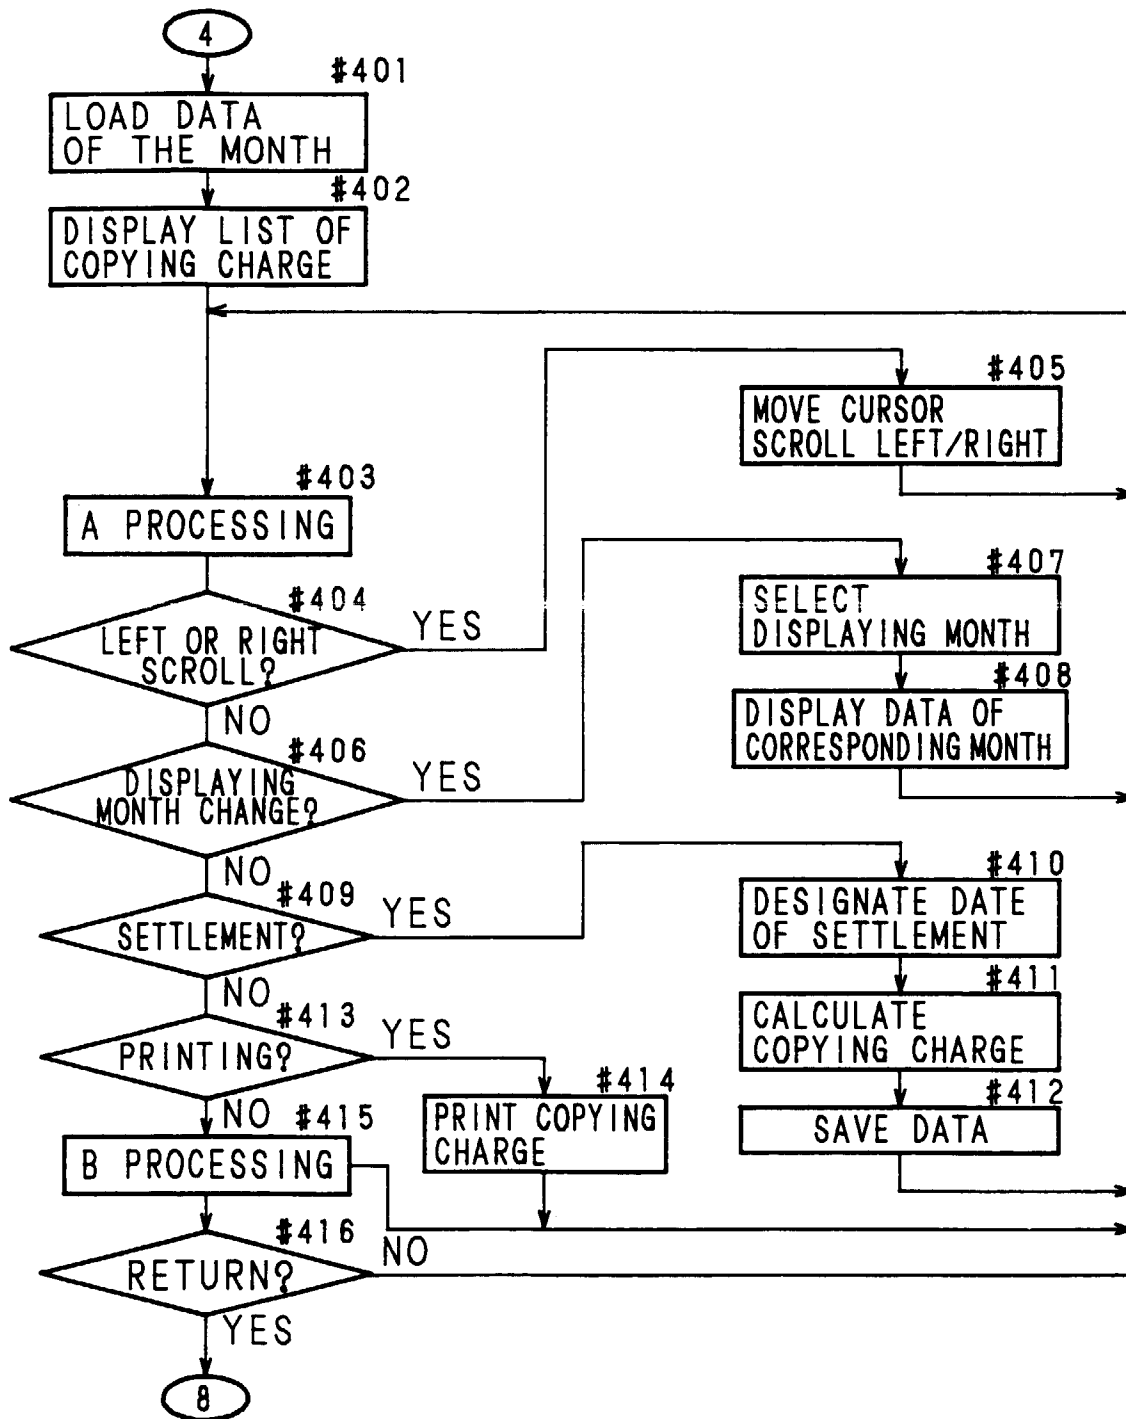 4
#401
LOAD DATA
OF THE MONTH
#402
DISPLAY LIST OF
COPYING CHARGE
#405
MOVE CURSOR
SCROLL LEFT/RIGHT
#403
A PROCESSING
#404
LEFT OR RIGHT
SCROLL?
YES
NO
#407
SELECT
DISPLAYING MONTH
#408
DISPLAY DATA OF
CORRESPONDING MONTH
#406
DISPLAYING
MONTH CHANGE?
YES
NO
#409
SETTLEMENT?
YES
NO
#410
DESIGNATE DATE
OF SETTLEMENT
#411
CALCULATE
COPYING CHARGE
#412
SAVE DATA
#413
PRINTING?
YES
NO
#414
PRINT COPYING
CHARGE
#415
B PROCESSING
#416
RETURN?
NO
YES
8